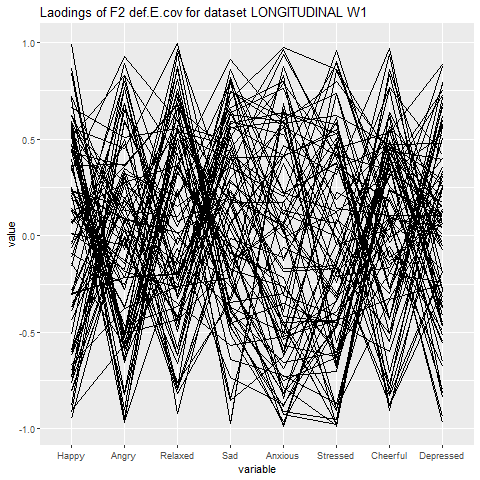 Laodings of F2 def.E.cov for dataset LONGITUDINAL W1
1.0
0.5
0.0
-0.5
-1.0
value
Happy Angry Relaxed Sad Anxious Stressed Cheerful Depressed
variable